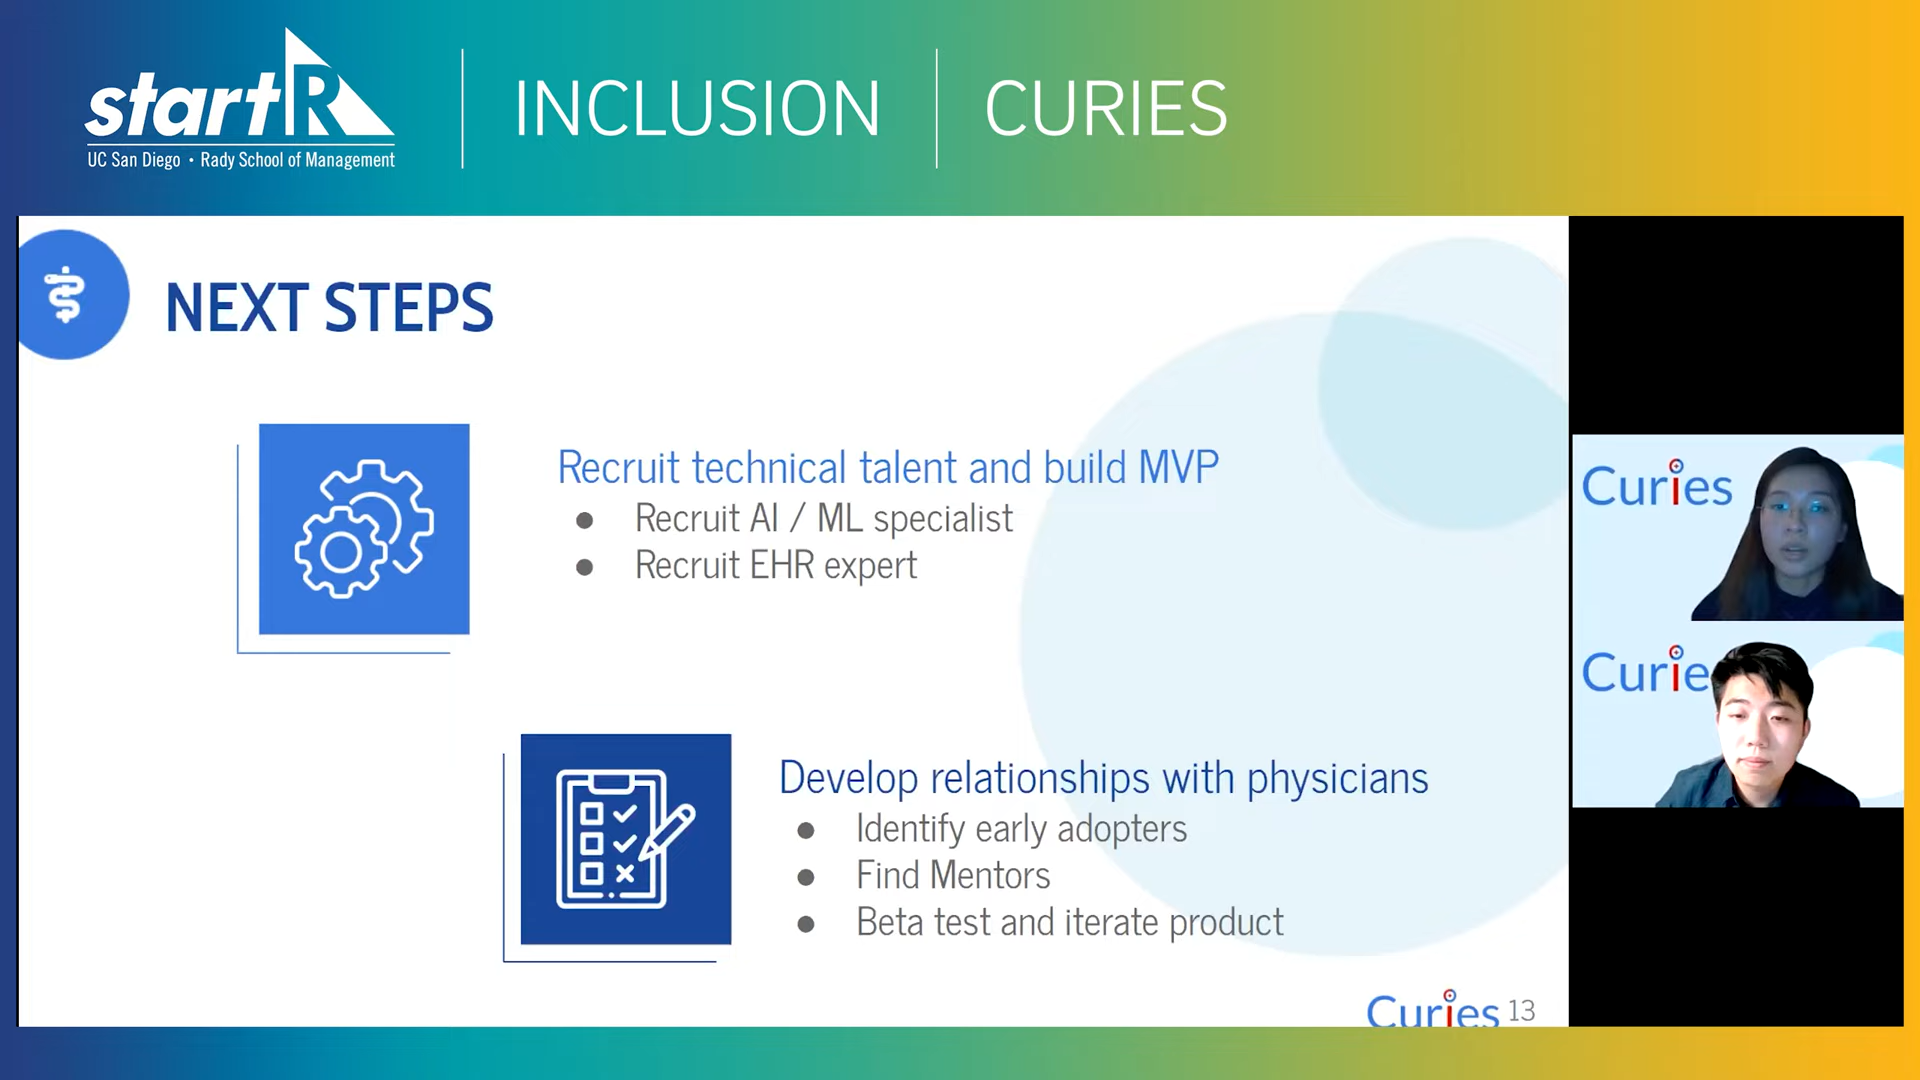 startR
UC San Diego • Rady School of Management
INCLUSION
CURIES
NEXT STEPS
Recruit technical talent and build MVP
● Recruit AI / ML specialist
● Recruit EHR expert
Develop relationships with physicians
● Identify early adopters
● Find Mentors
● Beta test and iterate product
Curies 13
Curies
Curie